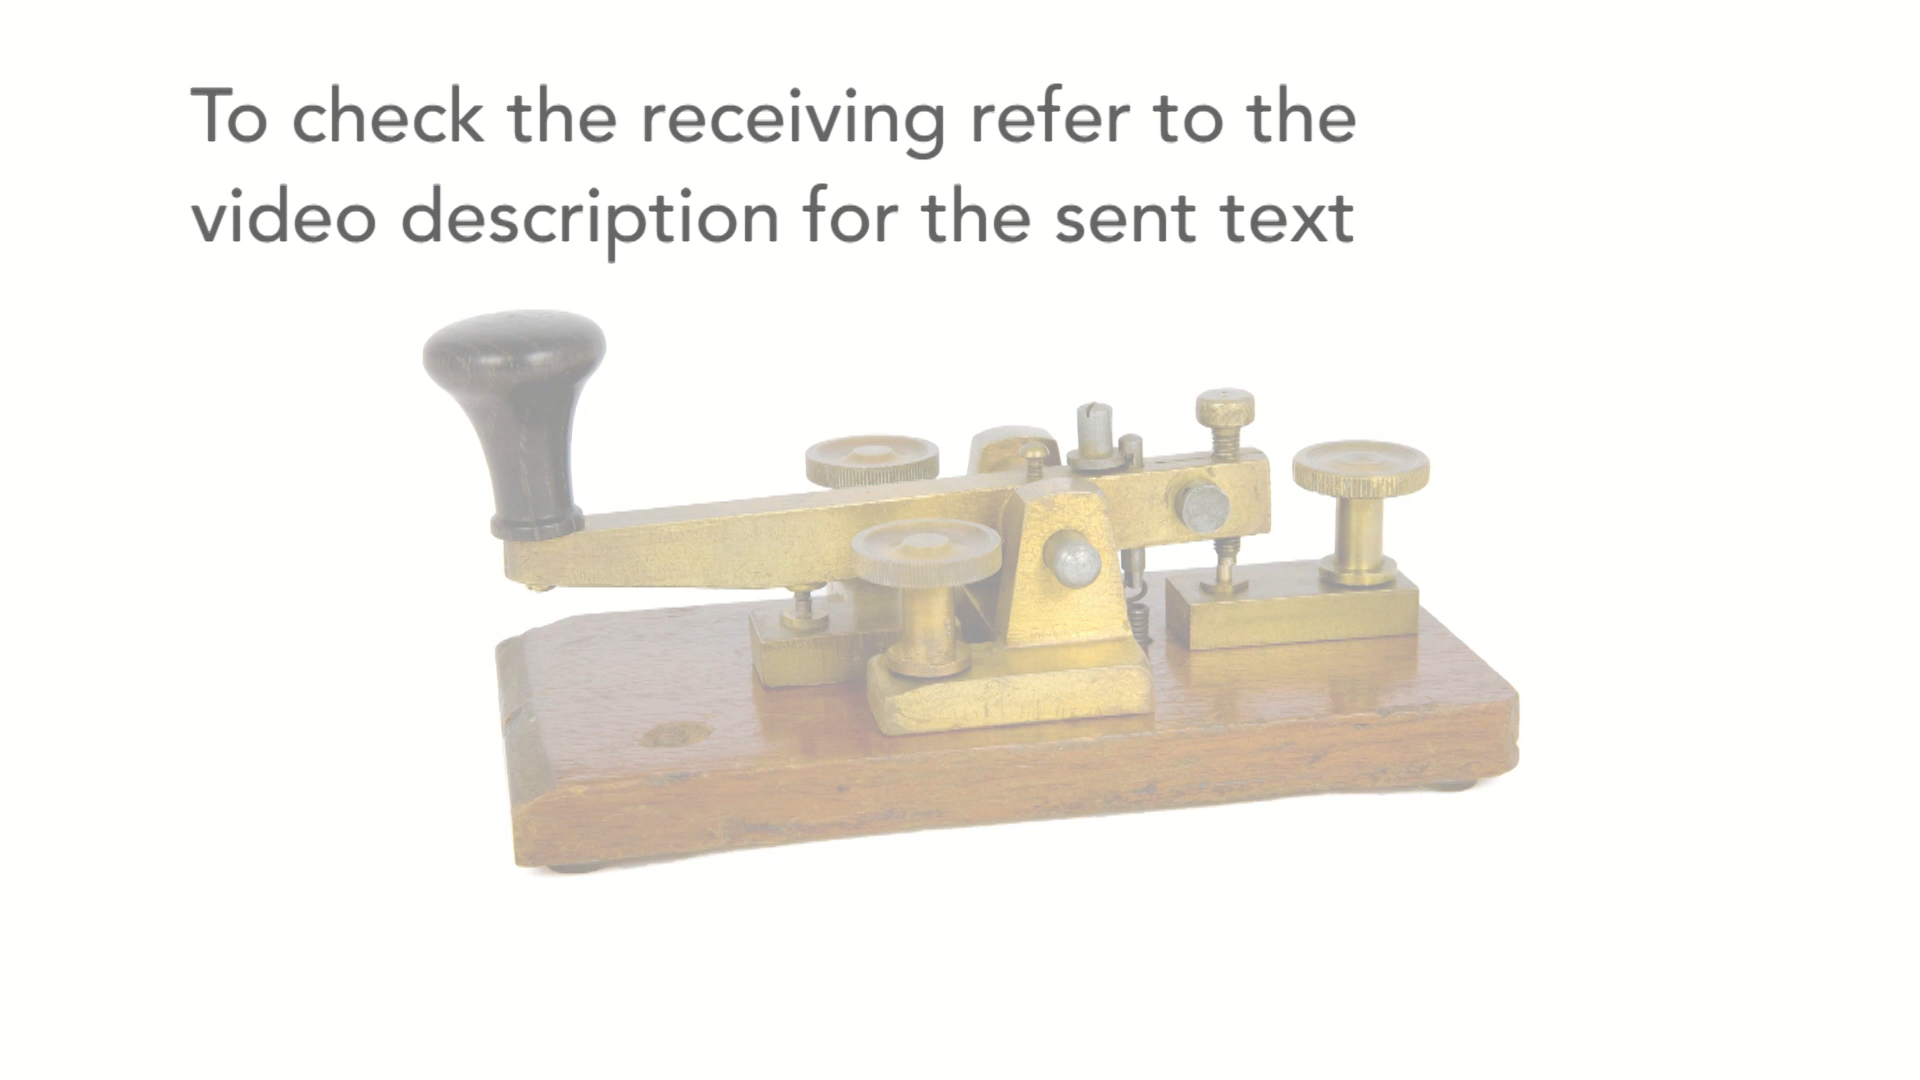 To check the receiving refer to the
video description for the sent text